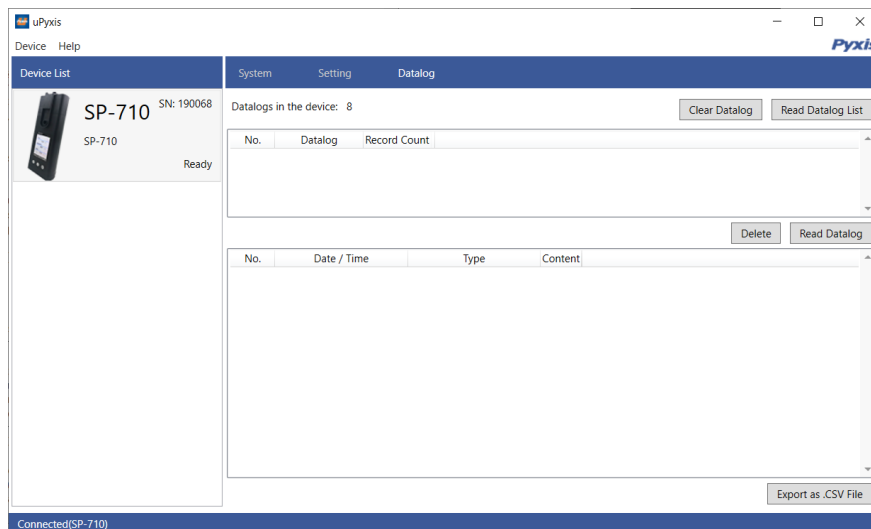 uPyxis
Device Help
Pyxis
Device List
System Setting Datalog
SP-710 SN: 190068
SP-710
Ready
Datalogs in the device: 8
Clear Datalog Read Datalog List
No. Datalog Record Count
Delete Read Datalog
No. Date / Time Type Content
Export as .CSV File
Connected(SP-710)